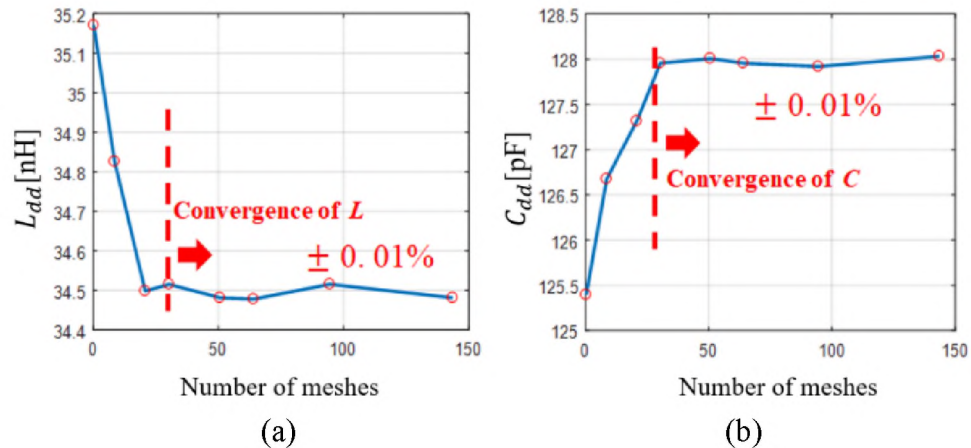 35.2
35.1
35
34.9
34.8
34.7
34.6
34.5
34.4
L_dd[nH]
Convergence of L
± 0. 01%
0 50 100 150
Number of meshes
(a)
128.5
128
127.5
127
126.5
126
125.5
125
C_dd[pF]
± 0. 01%
Convergence of C
0 50 100 150
Number of meshes
(b)